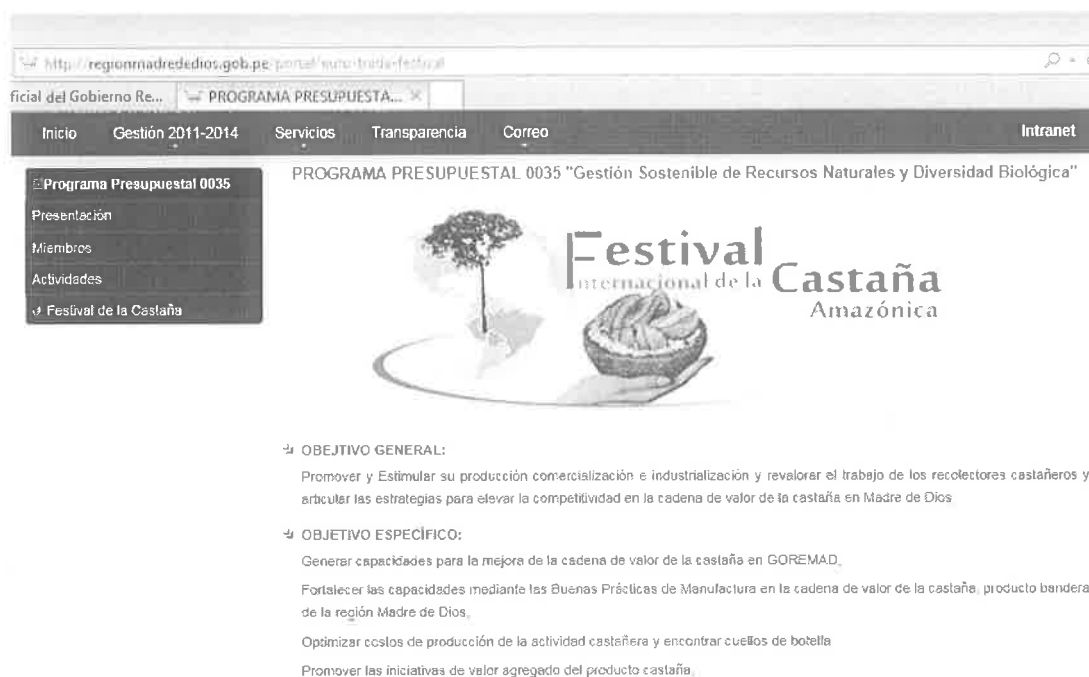 http://regionmadrededios.gob.pe
ficial del Gobierno Re...
PROGRAMA PRESUPUESTA... ×
Inicio Gestión 2011-2014 Servicios Transparencia Correo Intranet
Programa Presupuestal 0035
Presentación
Miembros
Actividades
Festival de la Castaña
PROGRAMA PRESUPUESTAL 0035 "Gestión Sostenible de Recursos Naturales y Diversidad Biológica"
Festival
Internacional de la Castaña
Amazónica
OBEJTIVO GENERAL:
Promover y Estimular su producción comercialización e industrialización y revalorar el trabajo de los recolectores castañeros y
articular las estrategias para elevar la competitividad en la cadena de valor de la castaña en Madre de Dios
OBJETIVO ESPECÍFICO:
Generar capacidades para la mejora de la cadena de valor de la castaña en GOREMAD,
Fortalecer las capacidades mediante las Buenas Prácticas de Manufactura en la cadena de valor de la castaña, producto bandera
de la región Madre de Dios,
Optimizar costos de producción de la actividad castañera y encontrar cuellos de botella
Promover las iniciativas de valor agregado del producto castaña,